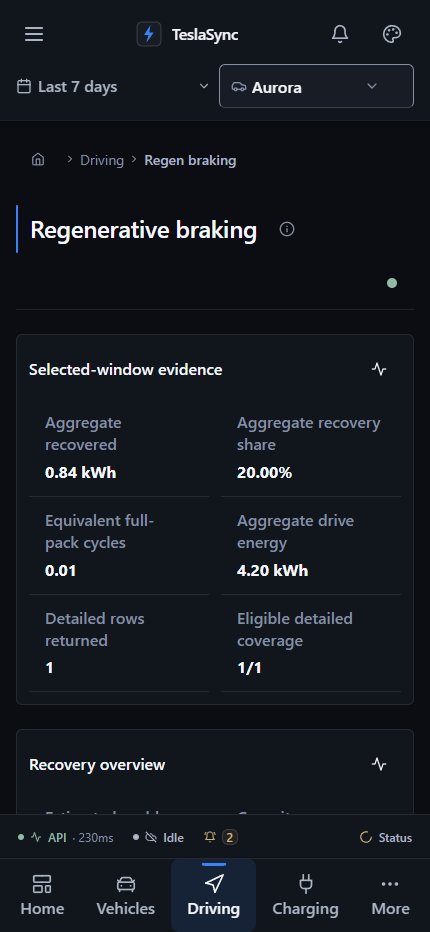 TeslaSync
Last 7 days
Aurora
Driving
Regen braking
Regenerative braking
Selected-window evidence
Aggregate recovered
0.84 kWh
Aggregate recovery share
20.00%
Equivalent full-pack cycles
0.01
Aggregate drive energy
4.20 kWh
Detailed rows returned
1
Eligible detailed coverage
1/1
Recovery overview
API · 230ms
Idle
2
Status
Home
Vehicles
Driving
Charging
More